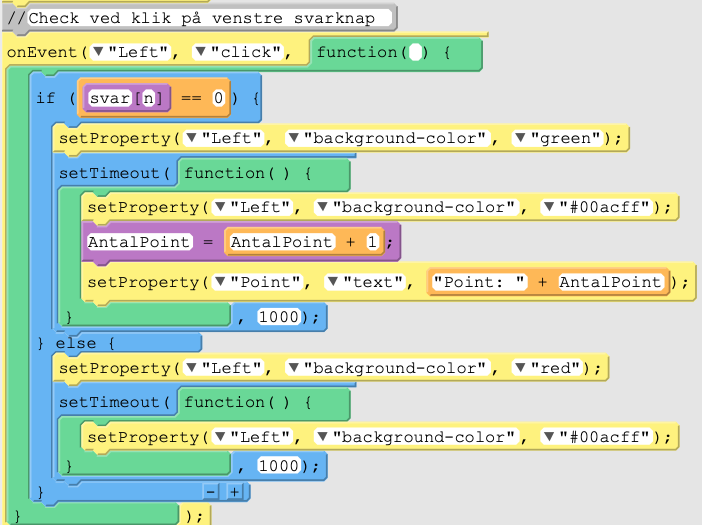 //Check ved klik på venstre svarknap
onEvent(▼"Left", ▼"click", function( ) {
if (svar[n] == 0) {
setProperty(▼"Left", ▼"background-color", ▼"green");
setTimeout( function( ) {
setProperty(▼"Left", ▼"background-color", ▼"#00acff");
AntalPoint = AntalPoint + 1;
setProperty(▼"Point", ▼"text", "Point: " + AntalPoint);
} , 1000);
} else {
setProperty(▼"Left", ▼"background-color", ▼"red");
setTimeout( function( ) {
setProperty(▼"Left", ▼"background-color", ▼"#00acff");
} , 1000);
} - +
} );